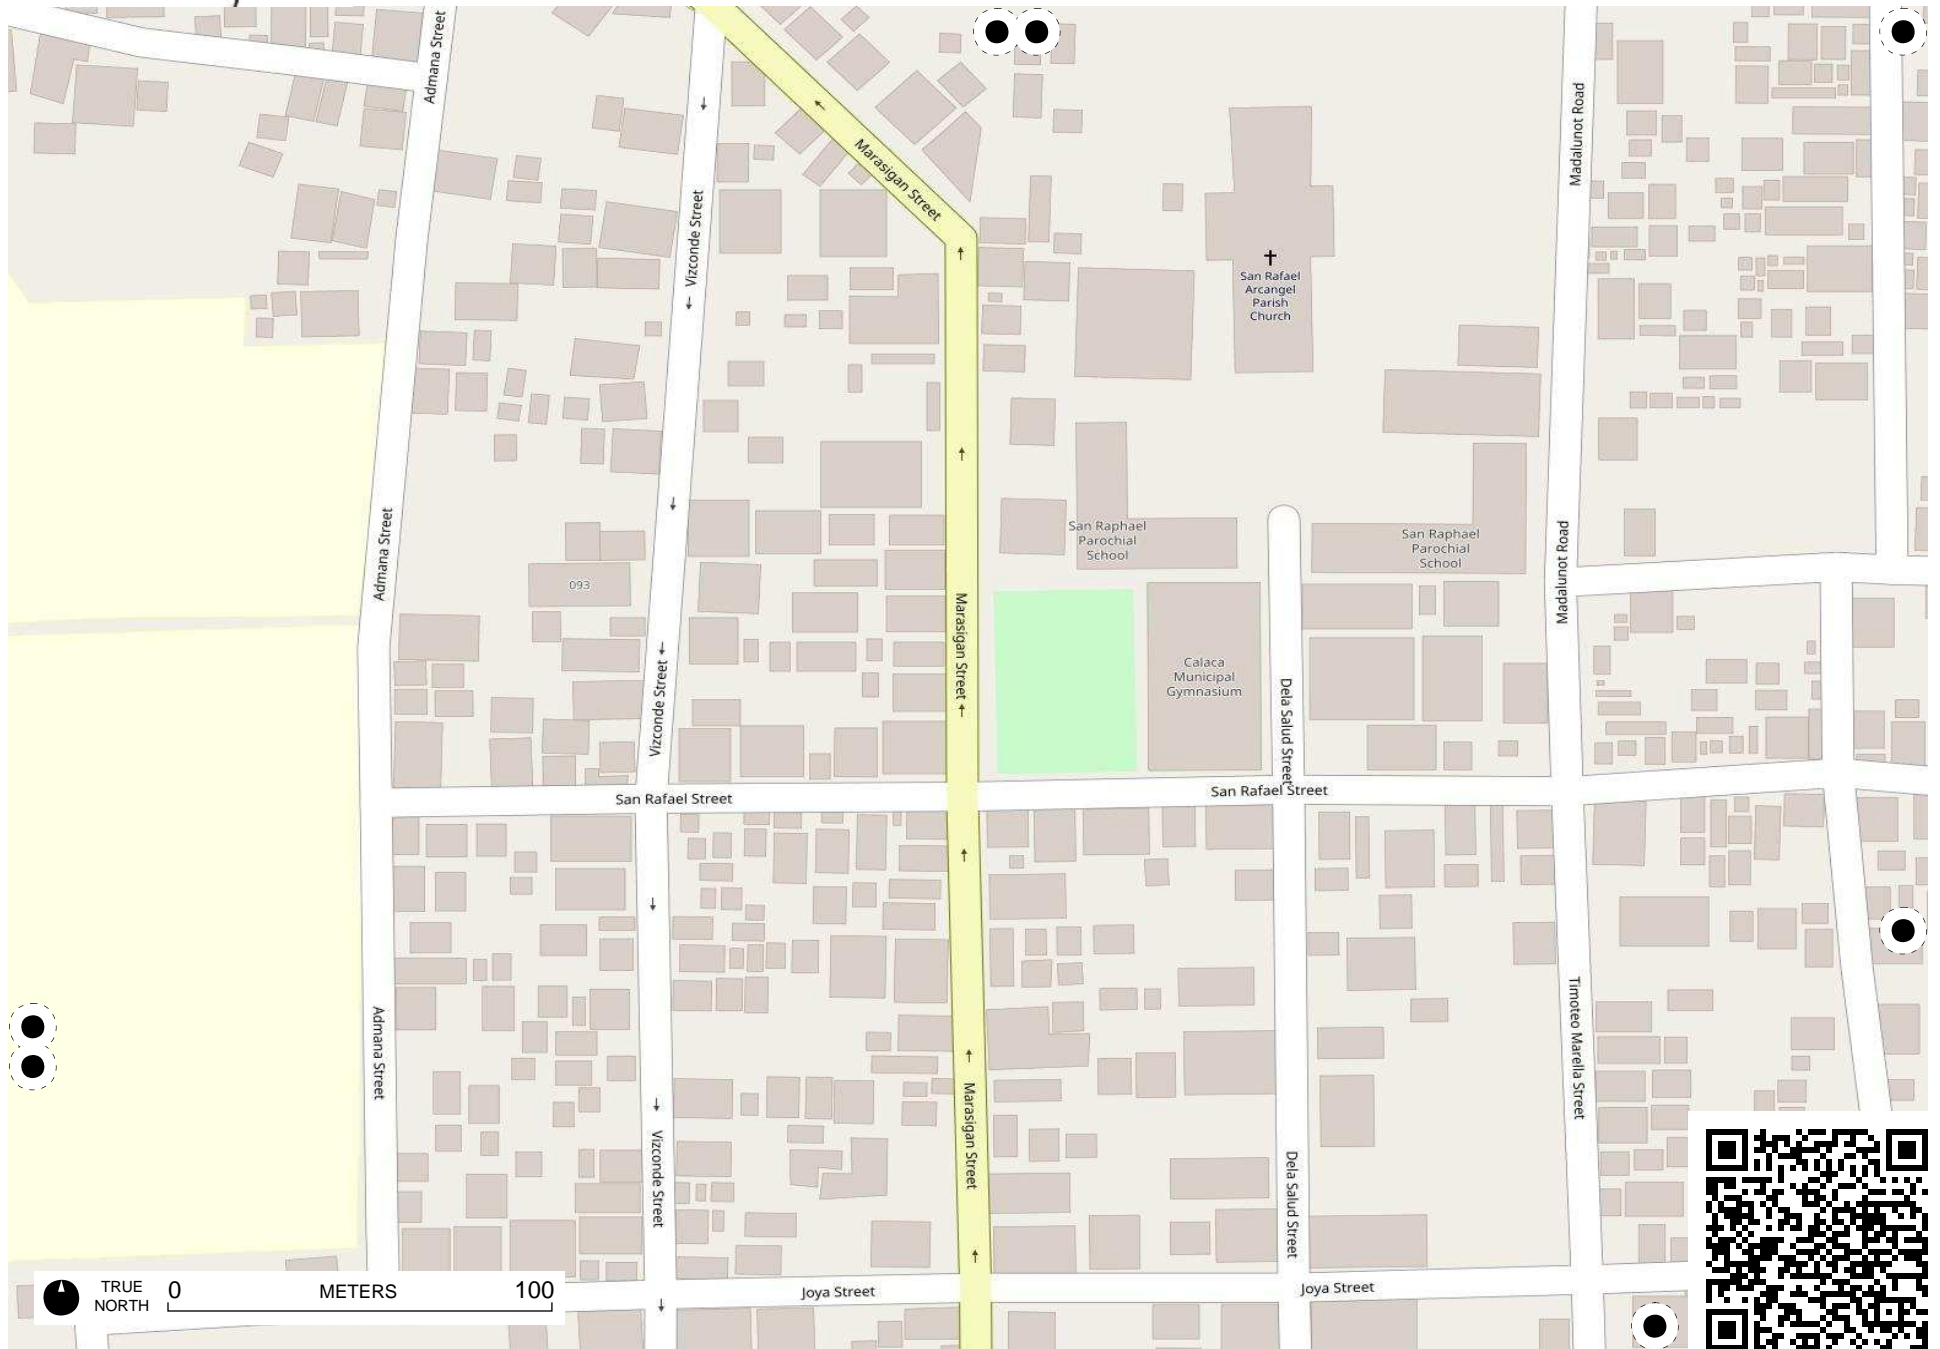 Admana Street
Madalunot Road
Marasigan Street
Vizconde Street
San Rafael
Arcangel
Parish
Church
Admana Street
San Raphael
Parochial
School
San Raphael
Parochial
School
Madalunot Road
093
Marasigan Street
Vizconde Street
Calaca
Municipal
Gymnasium
Dela Salud Street
San Rafael Street
San Rafael Street
Admana Street
Timoteo Marella Street
Marasigan Street
Vizconde Street
Dela Salud Street
Joya Street
Joya Street
TRUE
NORTH
0 METERS 100